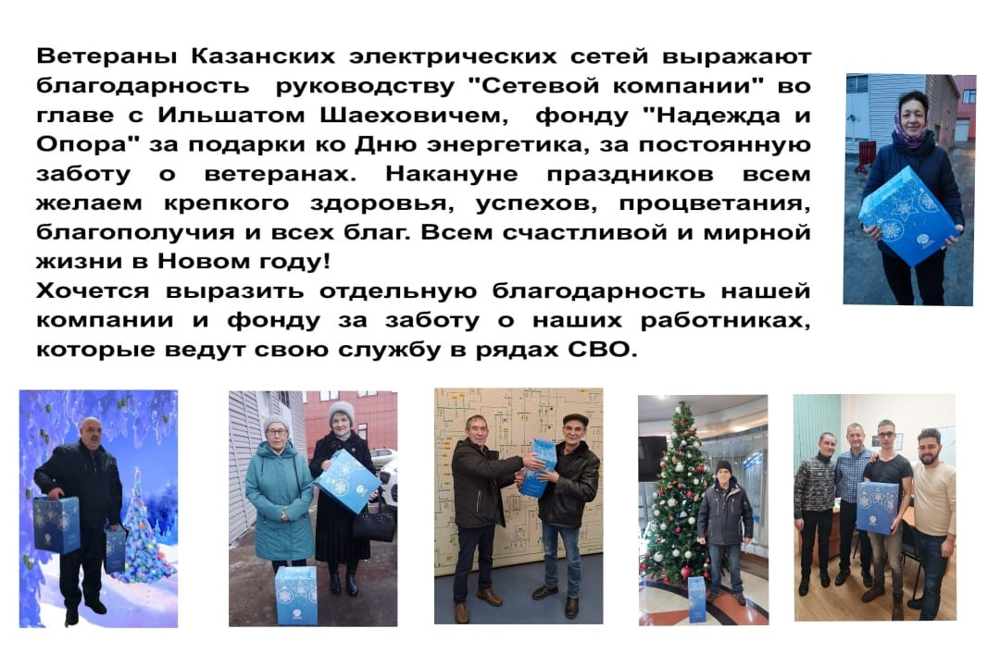 Ветераны Казанских электрических сетей выражают
благодарность руководству "Сетевой компании" во
главе с Ильшатом Шаеховичем, фонду "Надежда и
Опора" за подарки ко Дню энергетика, за постоянную
заботу о ветеранах. Накануне праздников всем
желаем крепкого здоровья, успехов, процветания,
благополучия и всех благ. Всем счастливой и мирной
жизни в Новом году!
Хочется выразить отдельную благодарность нашей
компании и фонду за заботу о наших работниках,
которые ведут свою службу в рядах СВО.